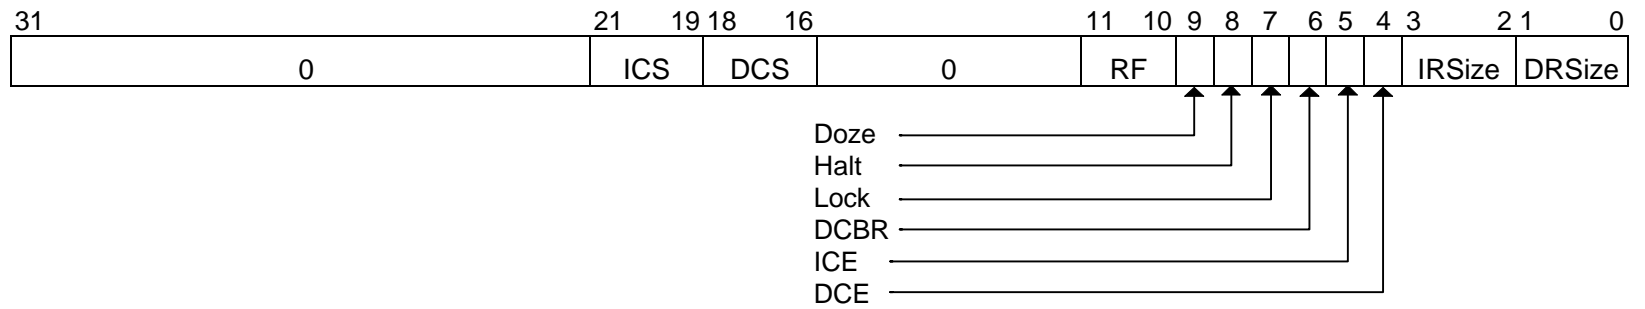 31 21 19 18 16 11 10 9 8 7 6 5 4 3 2 1 0
0 ICS DCS 0 RF IRSize DRSize
Doze
Halt
Lock
DCBR
ICE
DCE